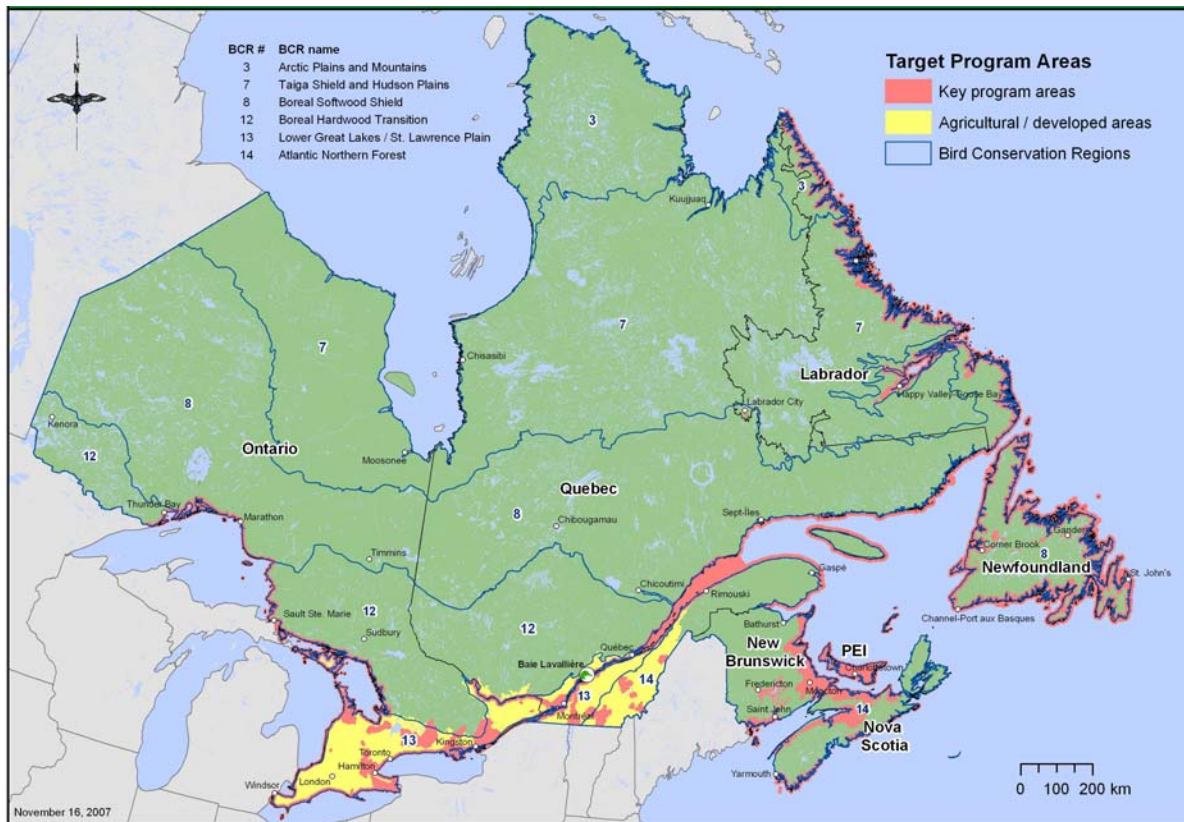 N
BCR # BCR name
3 Arctic Plains and Mountains
7 Taiga Shield and Hudson Plains
8 Boreal Softwood Shield
12 Boreal Hardwood Transition
13 Lower Great Lakes / St. Lawrence Plain
14 Atlantic Northern Forest
Target Program Areas
Key program areas
Agricultural / developed areas
Bird Conservation Regions
3
3
Kuujjuaq
7
7
7
Chisasibi
Labrador
Happy Valley-Goose Bay
Labrador City
8
Kenora
12
Ontario
Moosonee
Quebec
8
Chibougamau
Sept-Îles
Thunder Bay
Marathon
Timmins
Gander
Corner Brook
8
Newfoundland
St. John's
Channel-Port aux Basques
Chicoutimi
Rimouski
Gaspé
Sault Ste. Marie
12
Sudbury
12
Bathurst
Québec
Baie Lavallière
New
Brunswick
PEI
Charlottetown
Fredericton
Moncton
14
13
Montréal
Saint John
14
Nova
Scotia
Kingston
13
Toronto
Hamilton
London
Windsor
Yarmouth
0 100 200 km
November 16, 2007